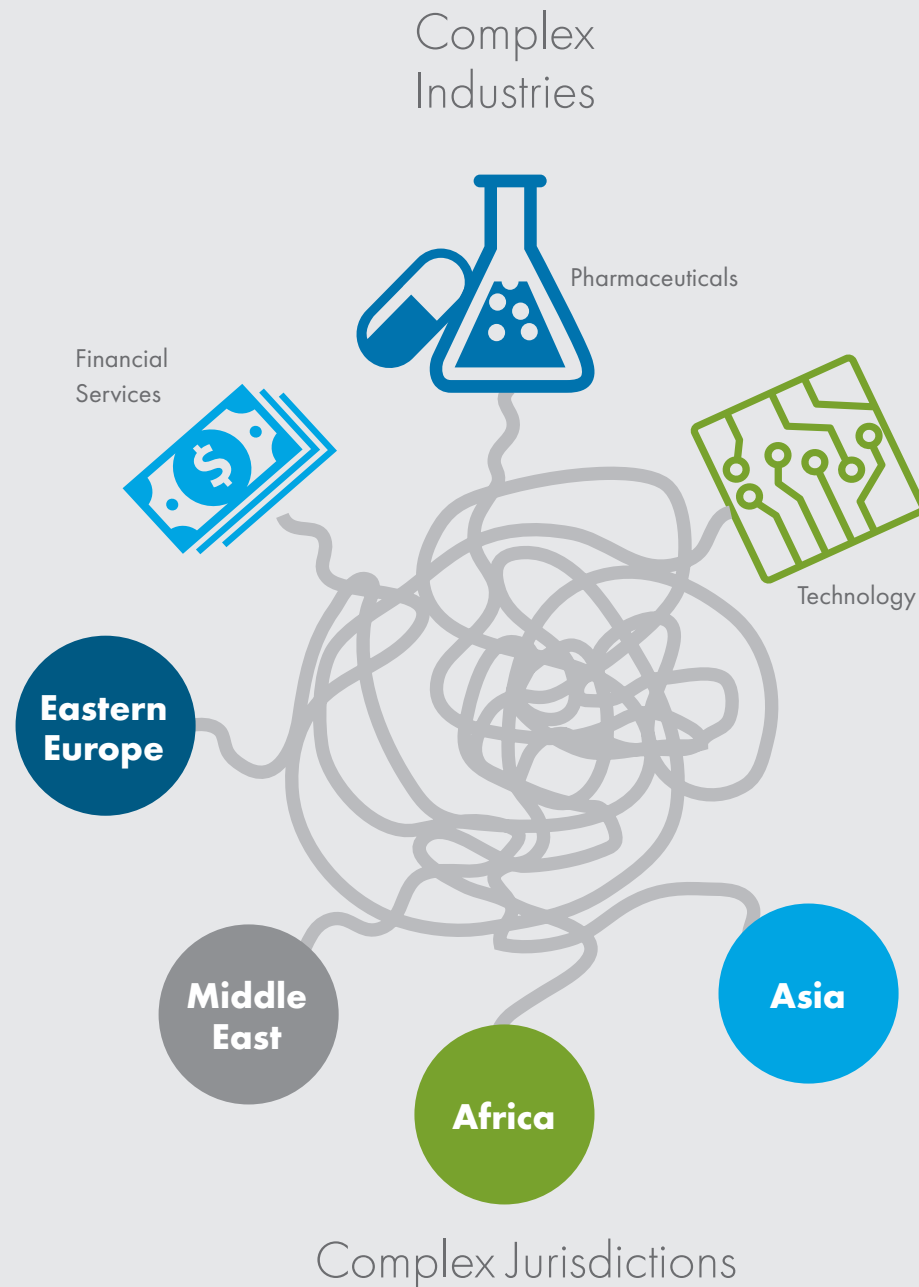 Complex
Industries
Pharmaceuticals
Financial
Services
$
Technology
Eastern
Europe
Middle
East
Asia
Africa
Complex Jurisdictions